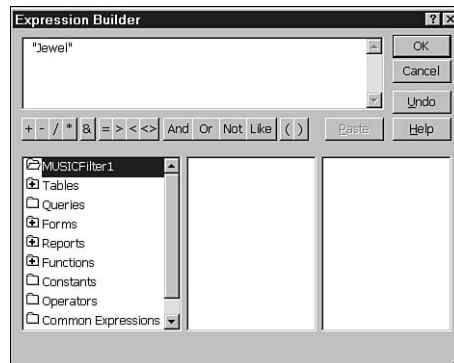 Expression Builder
"Jewel"
OK
Cancel
Undo
+ - / * & = > < <> And Or Not Like ( ) Paste Help
MUSICFilter1
Tables
Queries
Forms
Reports
Functions
Constants
Operators
Common Expressions